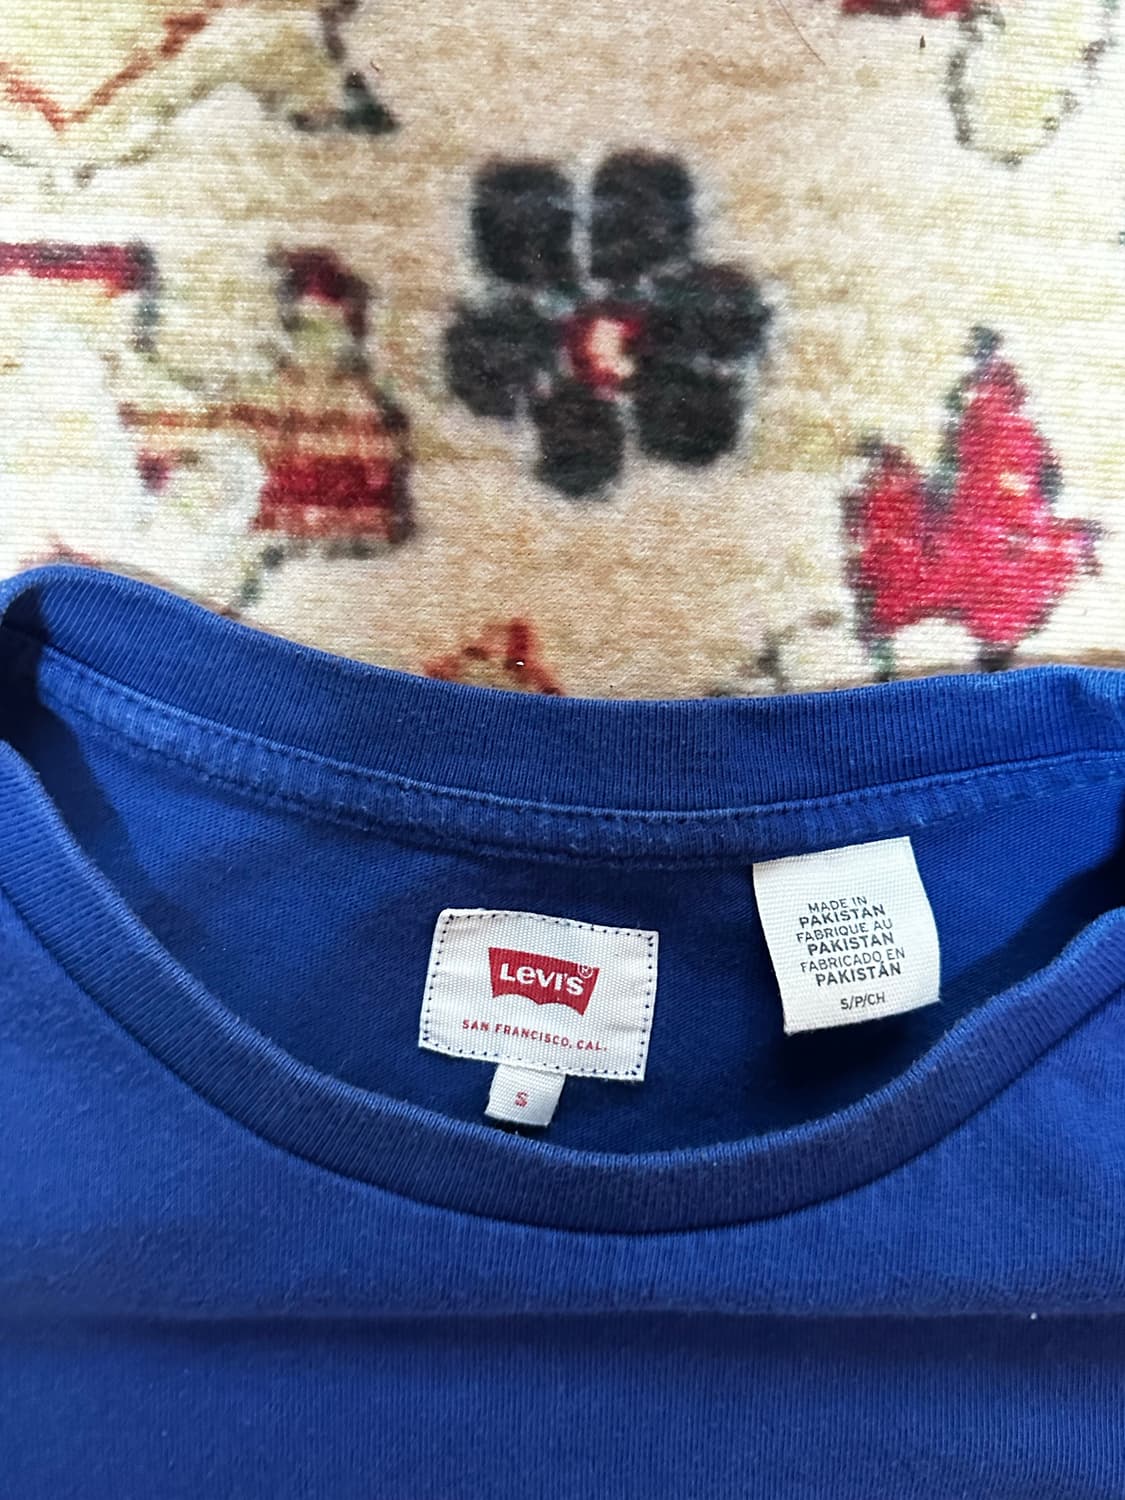 LEVI'S®
SAN FRANCISCO, CAL.
S
MADE IN
PAKISTAN
FABRIQUE AU
PAKISTAN
FABRICADO EN
PAKISTÁN
S/P/CH